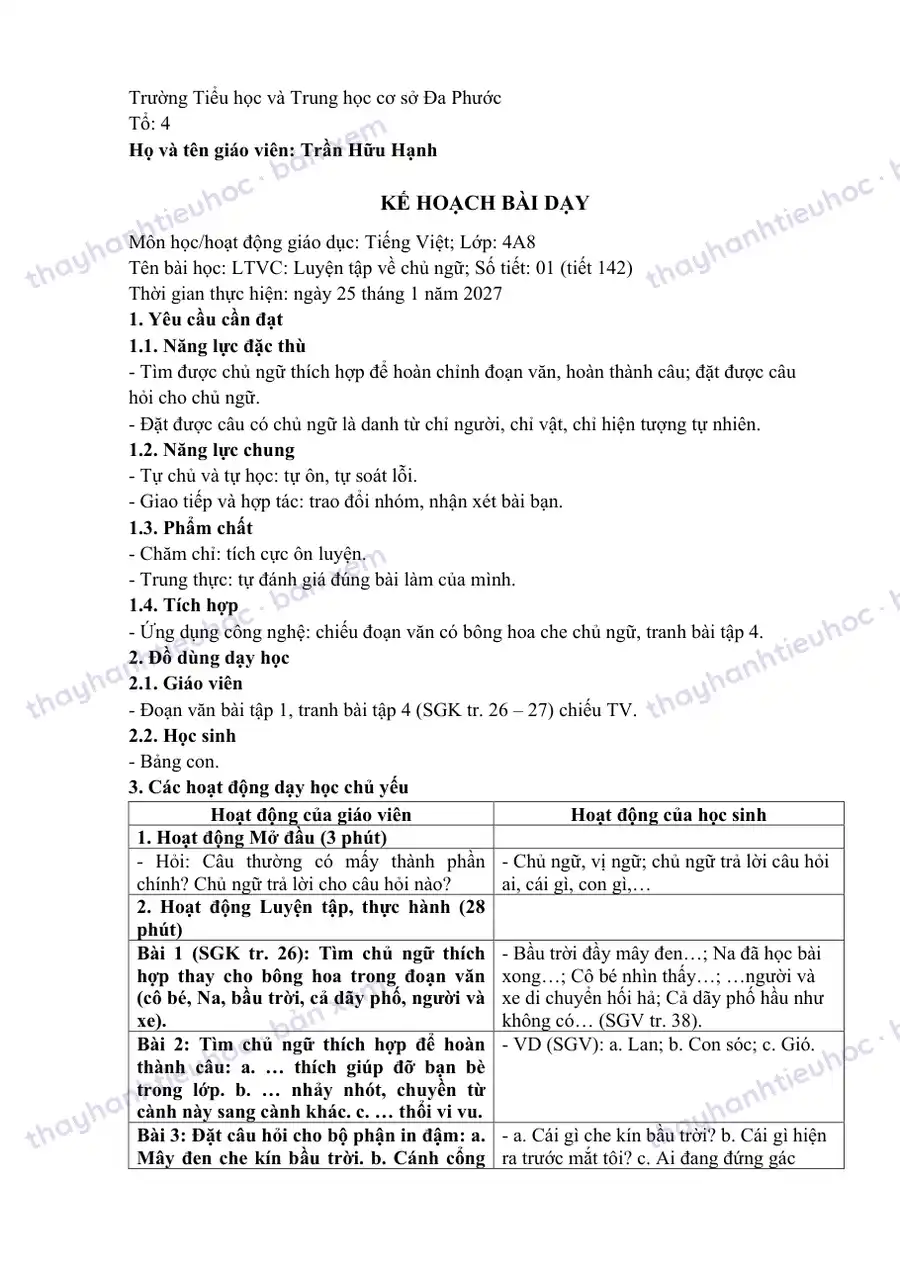 Trường Tiểu học và Trung học cơ sở Đa Phước
Tổ: 4
Họ và tên giáo viên: Trần Hữu Hạnh
KẾ HOẠCH BÀI DẠY
Môn học/hoạt động giáo dục: Tiếng Việt; Lớp: 4A8
Tên bài học: LTVC: Luyện tập về chủ ngữ; Số tiết: 01 (tiết 142)
Thời gian thực hiện: ngày 25 tháng 1 năm 2027
1. Yêu cầu cần đạt
1.1. Năng lực đặc thù
- Tìm được chủ ngữ thích hợp để hoàn chỉnh đoạn văn, hoàn thành câu; đặt được câu
hỏi cho chủ ngữ.
- Đặt được câu có chủ ngữ là danh từ chỉ người, chỉ vật, chỉ hiện tượng tự nhiên.
1.2. Năng lực chung
- Tự chủ và tự học: tự ôn, tự soát lỗi.
- Giao tiếp và hợp tác: trao đổi nhóm, nhận xét bài bạn.
1.3. Phẩm chất
- Chăm chỉ: tích cực ôn luyện.
- Trung thực: tự đánh giá đúng bài làm của mình.
1.4. Tích hợp
- Ứng dụng công nghệ: chiếu đoạn văn có bông hoa che chủ ngữ, tranh bài tập 4.
2. Đồ dùng dạy học
2.1. Giáo viên
- Đoạn văn bài tập 1, tranh bài tập 4 (SGK tr. 26 – 27) chiếu TV.
2.2. Học sinh
- Bảng con.
3. Các hoạt động dạy học chủ yếu
Hoạt động của giáo viên
Hoạt động của học sinh
1. Hoạt động Mở đầu (3 phút)
- Hỏi: Câu thường có mấy thành phần
chính? Chủ ngữ trả lời cho câu hỏi nào?
- Chủ ngữ, vị ngữ; chủ ngữ trả lời câu hỏi
ai, cái gì, con gì,…
2. Hoạt động Luyện tập, thực hành (28
phút)
Bài 1 (SGK tr. 26): Tìm chủ ngữ thích
hợp thay cho bông hoa trong đoạn văn
(cô bé, Na, bầu trời, cả dãy phố, người và
xe).
- Bầu trời đầy mây đen…; Na đã học bài
xong…; Cô bé nhìn thấy…; …người và
xe di chuyển hối hả; Cả dãy phố hầu như
không có… (SGV tr. 38).
Bài 2: Tìm chủ ngữ thích hợp để hoàn
thành câu: a. … thích giúp đỡ bạn bè
trong lớp. b. … nhảy nhót, chuyền từ
cành này sang cành khác. c. … thổi vi vu.
- VD (SGV): a. Lan; b. Con sóc; c. Gió.
Bài 3: Đặt câu hỏi cho bộ phận in đậm: a.
Mây đen che kín bầu trời. b. Cánh cổng
- a. Cái gì che kín bầu trời? b. Cái gì hiện
ra trước mắt tôi? c. Ai đang đứng gác
thayhanhtieuhoc · bản xem
thayhanhtieuhoc · b
thayhanhtieuhoc · bản xem
thayhanhtieuhoc · b
thayhanhtieuhoc · bản xem
thayhanhtieuhoc · b